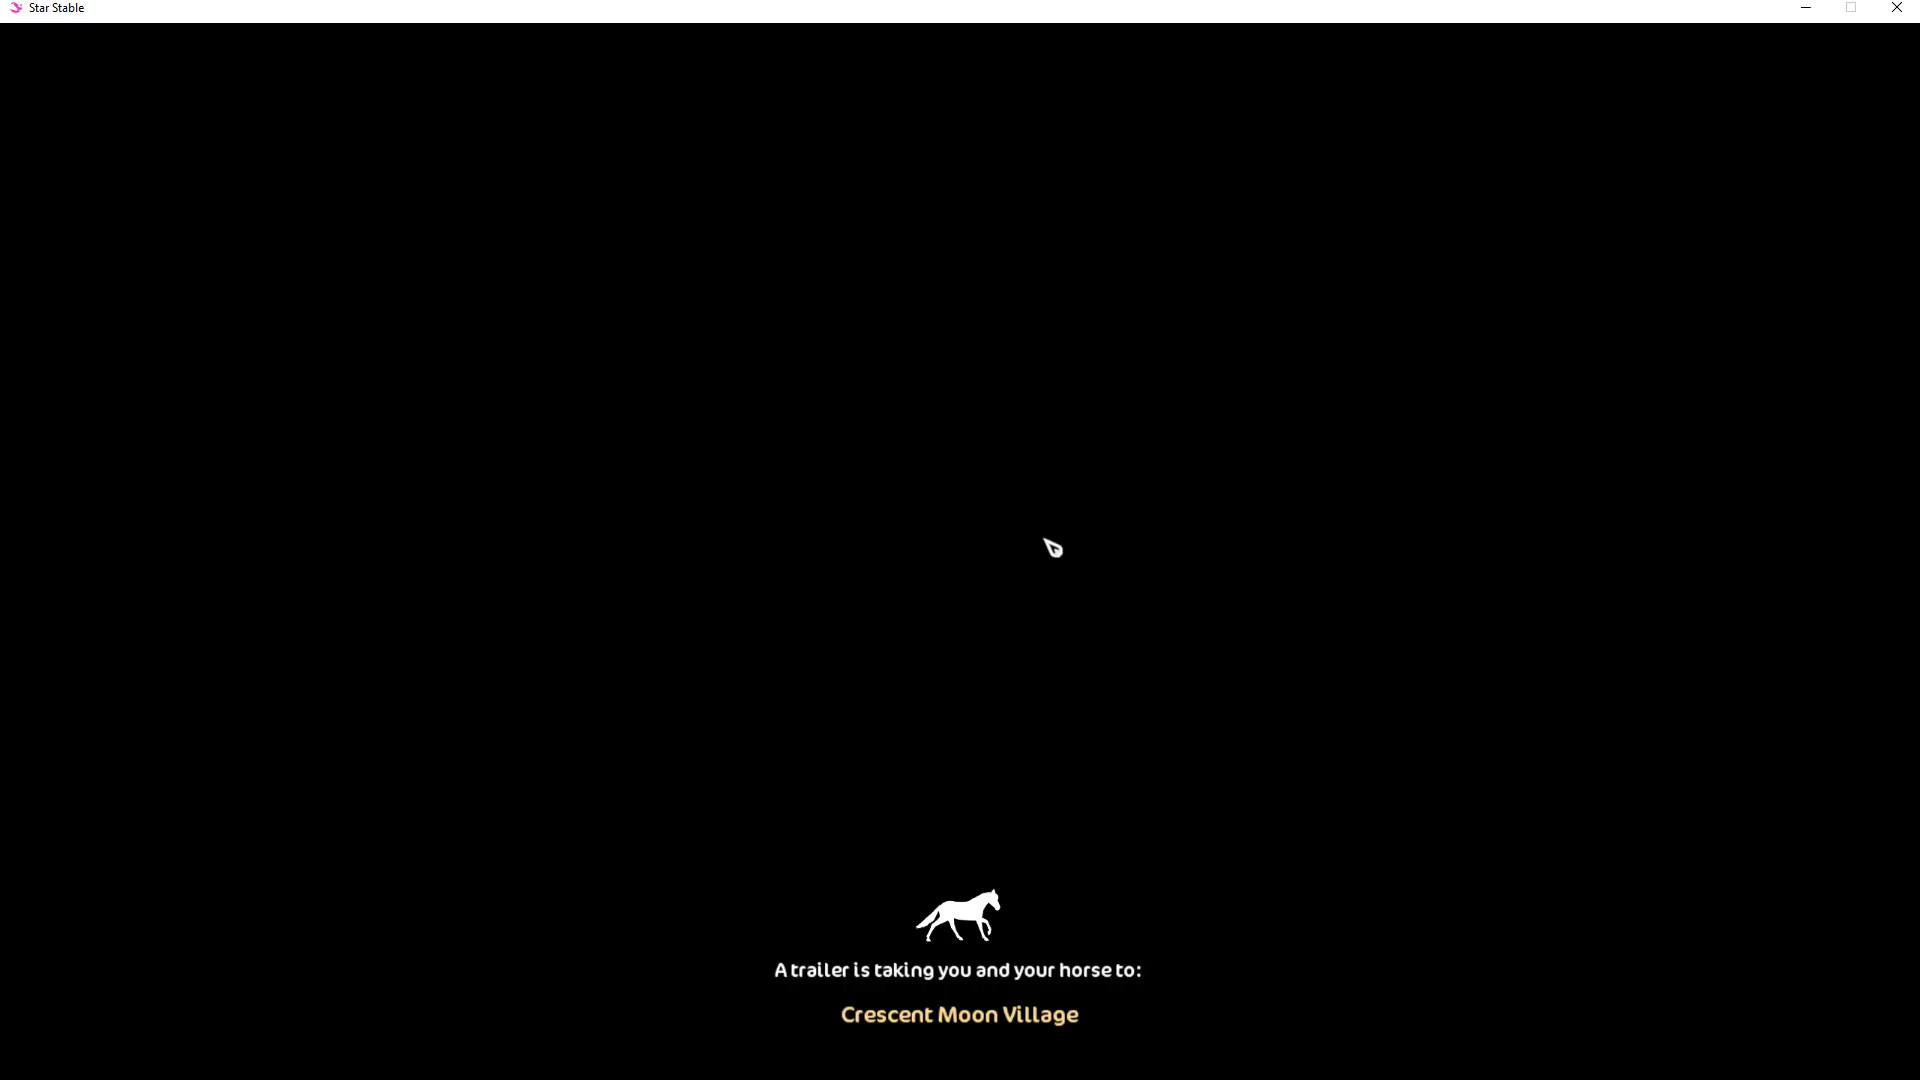 Star Stable
A trailer is taking you and your horse to:
Crescent Moon Village